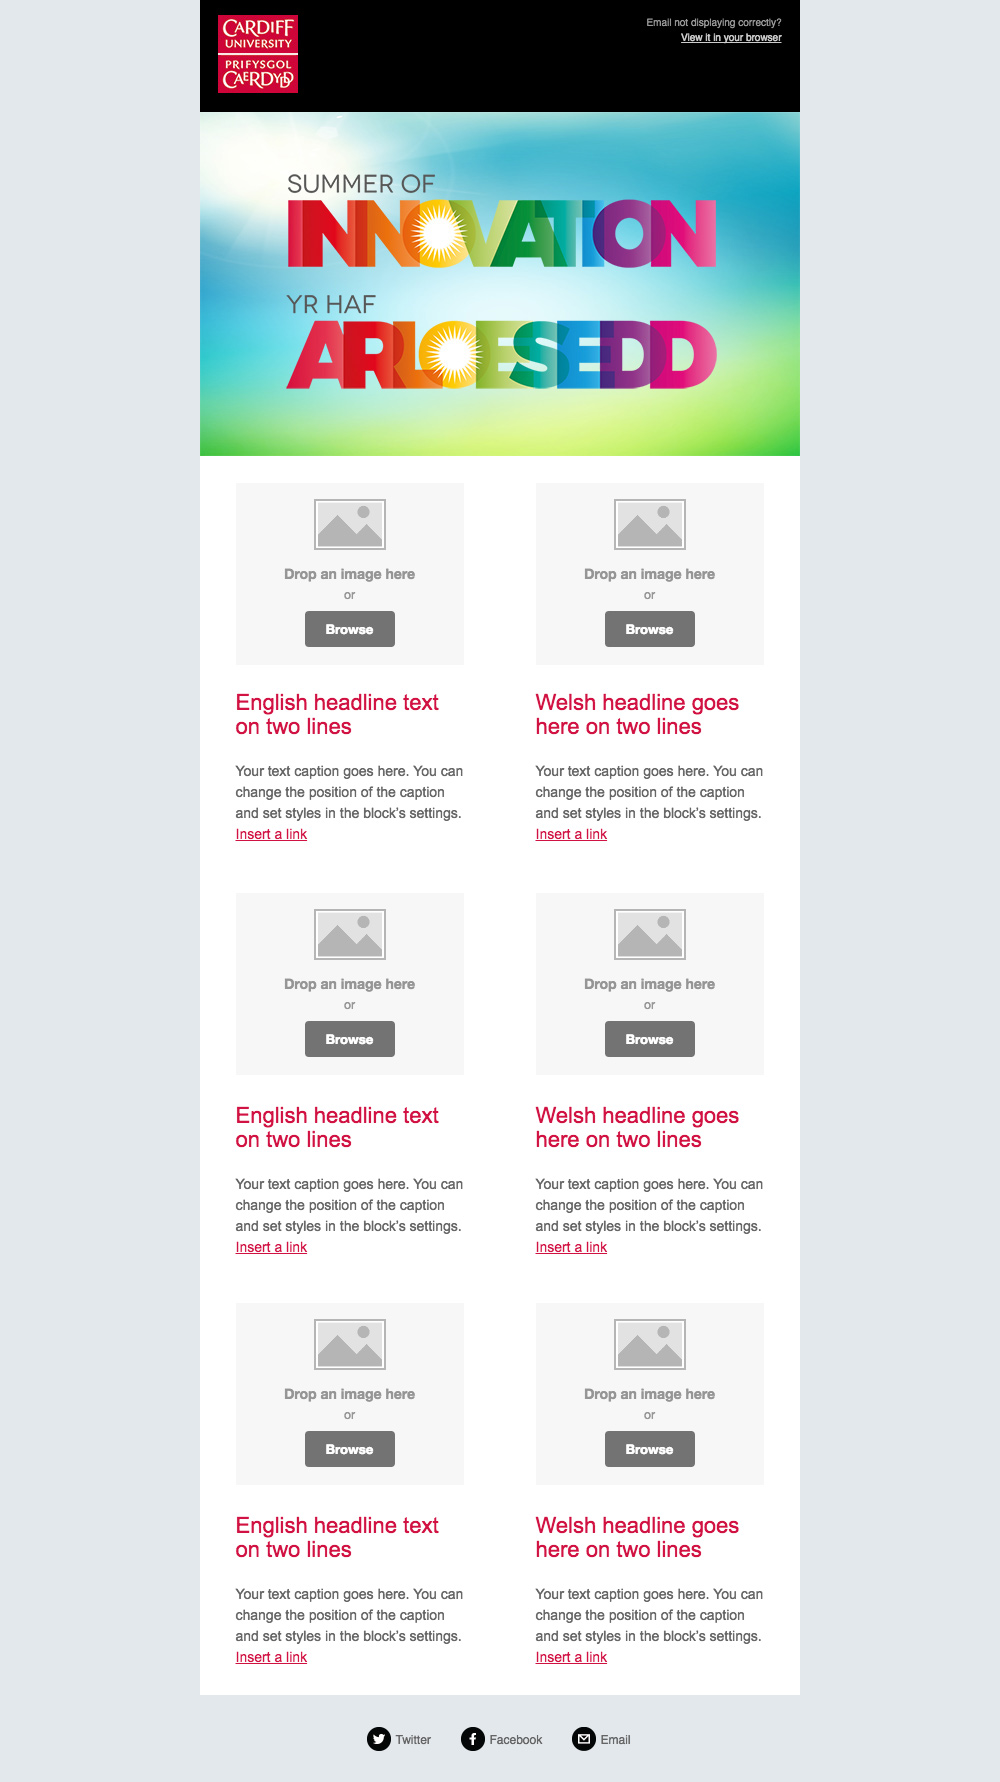 CARDIFF
UNIVERSITY
PRIFYSGOL
CAERDYDD
Email not displaying correctly?
View it in your browser
SUMMER OF
INNOVATION
YR HAF
ARLOESEDD
Drop an image here
or
Browse
English headline text
on two lines
Your text caption goes here. You can
change the position of the caption
and set styles in the block’s settings.
Insert a link
Drop an image here
or
Browse
Welsh headline goes
here on two lines
Your text caption goes here. You can
change the position of the caption
and set styles in the block’s settings.
Insert a link
Drop an image here
or
Browse
English headline text
on two lines
Your text caption goes here. You can
change the position of the caption
and set styles in the block’s settings.
Insert a link
Drop an image here
or
Browse
Welsh headline goes
here on two lines
Your text caption goes here. You can
change the position of the caption
and set styles in the block’s settings.
Insert a link
Drop an image here
or
Browse
English headline text
on two lines
Your text caption goes here. You can
change the position of the caption
and set styles in the block’s settings.
Insert a link
Drop an image here
or
Browse
Welsh headline goes
here on two lines
Your text caption goes here. You can
change the position of the caption
and set styles in the block’s settings.
Insert a link
Twitter
Facebook
Email